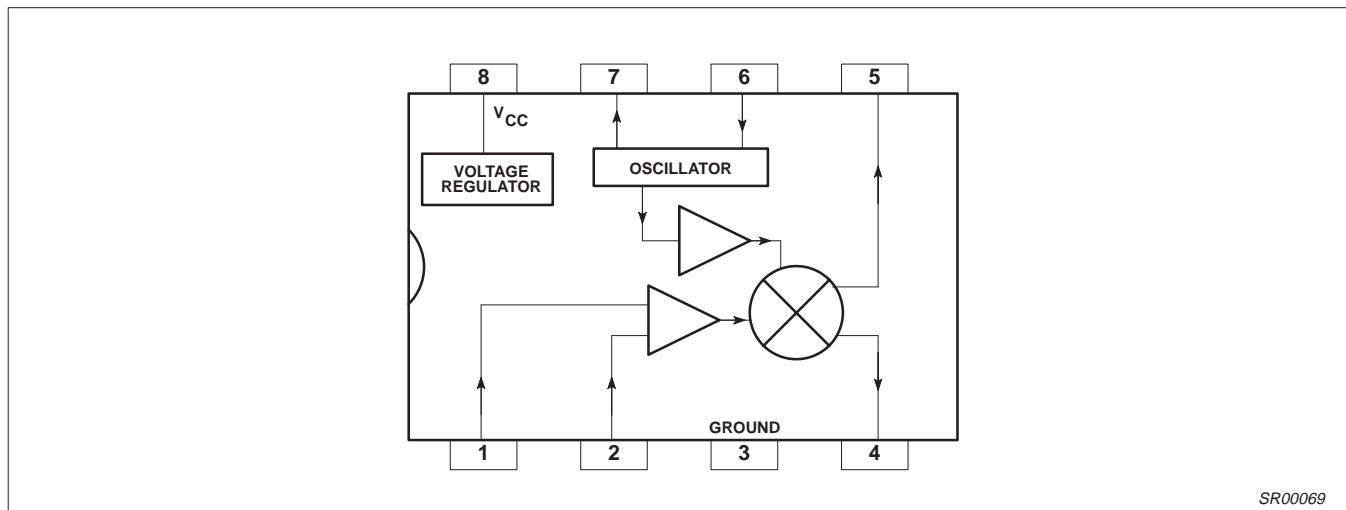 8 7 6 5
VCC
VOLTAGE
REGULATOR
OSCILLATOR
GROUND
1 2 3 4
SR00069